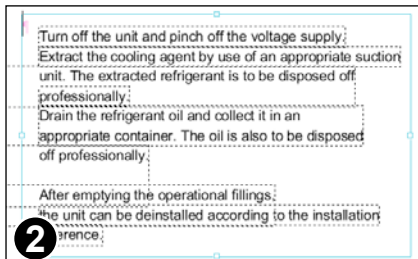 Turn off the unit and pinch off the voltage supply.
Extract the cooling agent by use of an appropriate suction
unit. The extracted refrigerant is to be disposed off
professionally.
Drain the refrigerant oil and collect it in an
appropriate container. The oil is also to be disposed
off professionally.
After emptying the operational fillings,
the unit can be deinstalled according to the installation
erence.
2